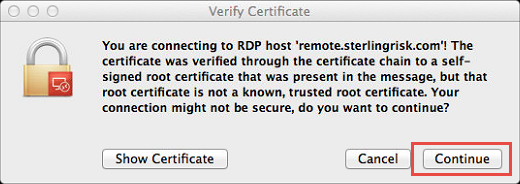 Verify Certificate
You are connecting to RDP host 'remote.sterlingrisk.com'! The
certificate was verified through the certificate chain to a self-
signed root certificate that was present in the message, but that
root certificate is not a known, trusted root certificate. Your
connection might not be secure, do you want to continue?
Show Certificate
Cancel
Continue